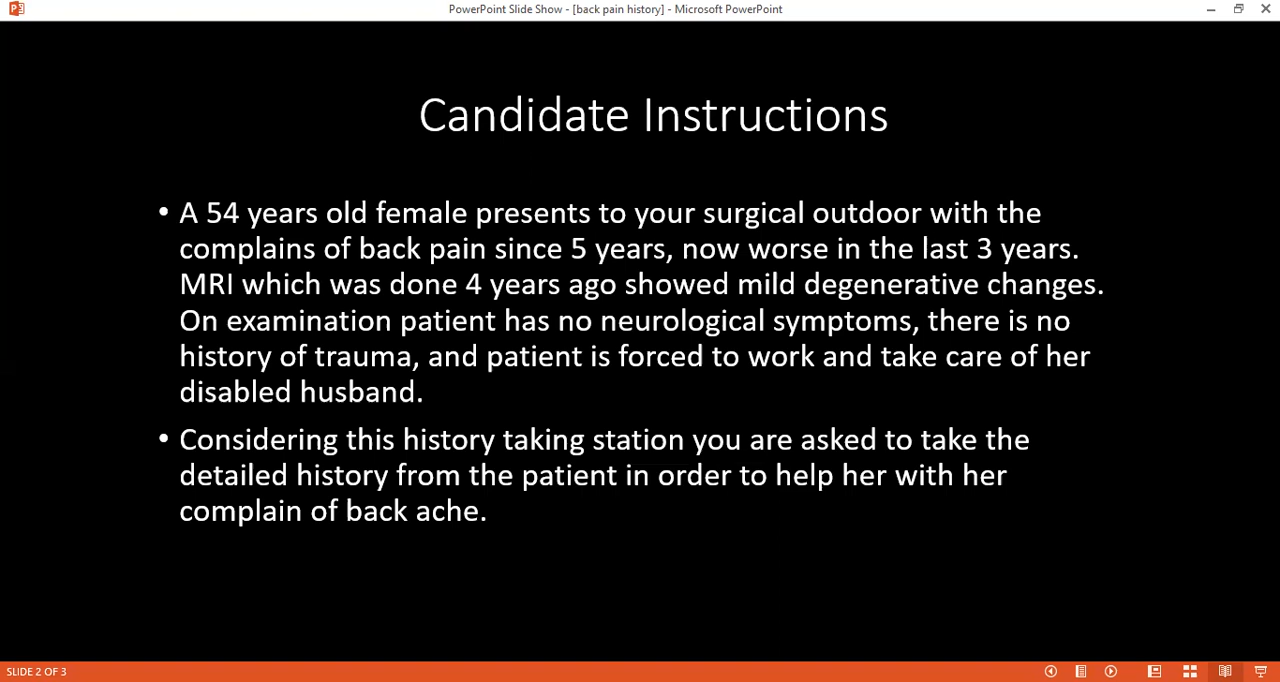 PowerPoint Slide Show - [back pain history] - Microsoft PowerPoint
Candidate Instructions
• A 54 years old female presents to your surgical outdoor with the
complains of back pain since 5 years, now worse in the last 3 years.
MRI which was done 4 years ago showed mild degenerative changes.
On examination patient has no neurological symptoms, there is no
history of trauma, and patient is forced to work and take care of her
disabled husband.
• Considering this history taking station you are asked to take the
detailed history from the patient in order to help her with her
complain of back ache.
SLIDE 2 OF 3